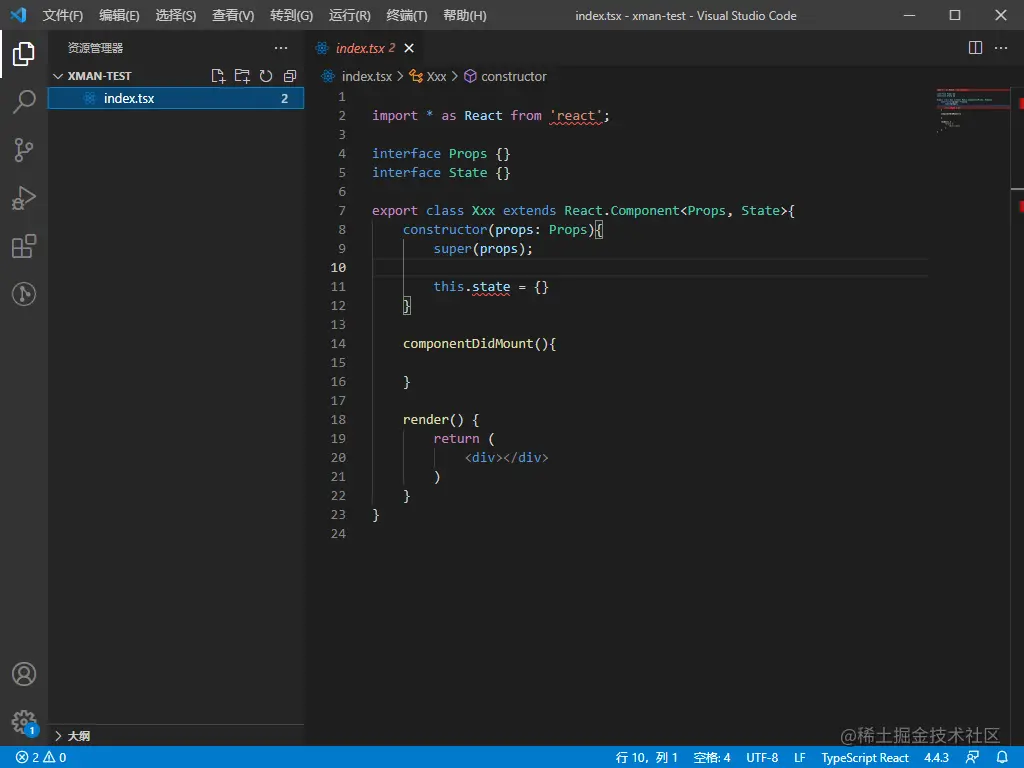 文件(F) 编辑(E) 选择(S) 查看(V) 转到(G) 运行(R) 终端(T) 帮助(H) index.tsx - xman-test - Visual Studio Code
资源管理器
XMAN-TEST
index.tsx 2
index.tsx 2
index.tsx > Xxx > constructor
1
2 import * as React from 'react';
3
4 interface Props {}
5 interface State {}
6
7 export class Xxx extends React.Component<Props, State>{
8 constructor(props: Props){
9 super(props);
10
11 this.state = {}
12 }
13
14 componentDidMount(){
15
16 }
17
18 render() {
19 return (
20 <div></div>
21 )
22 }
23 }
24
1
大纲
@稀土掘金技术社区
2 0 行 10，列 1 空格: 4 UTF-8 LF TypeScript React 4.4.3